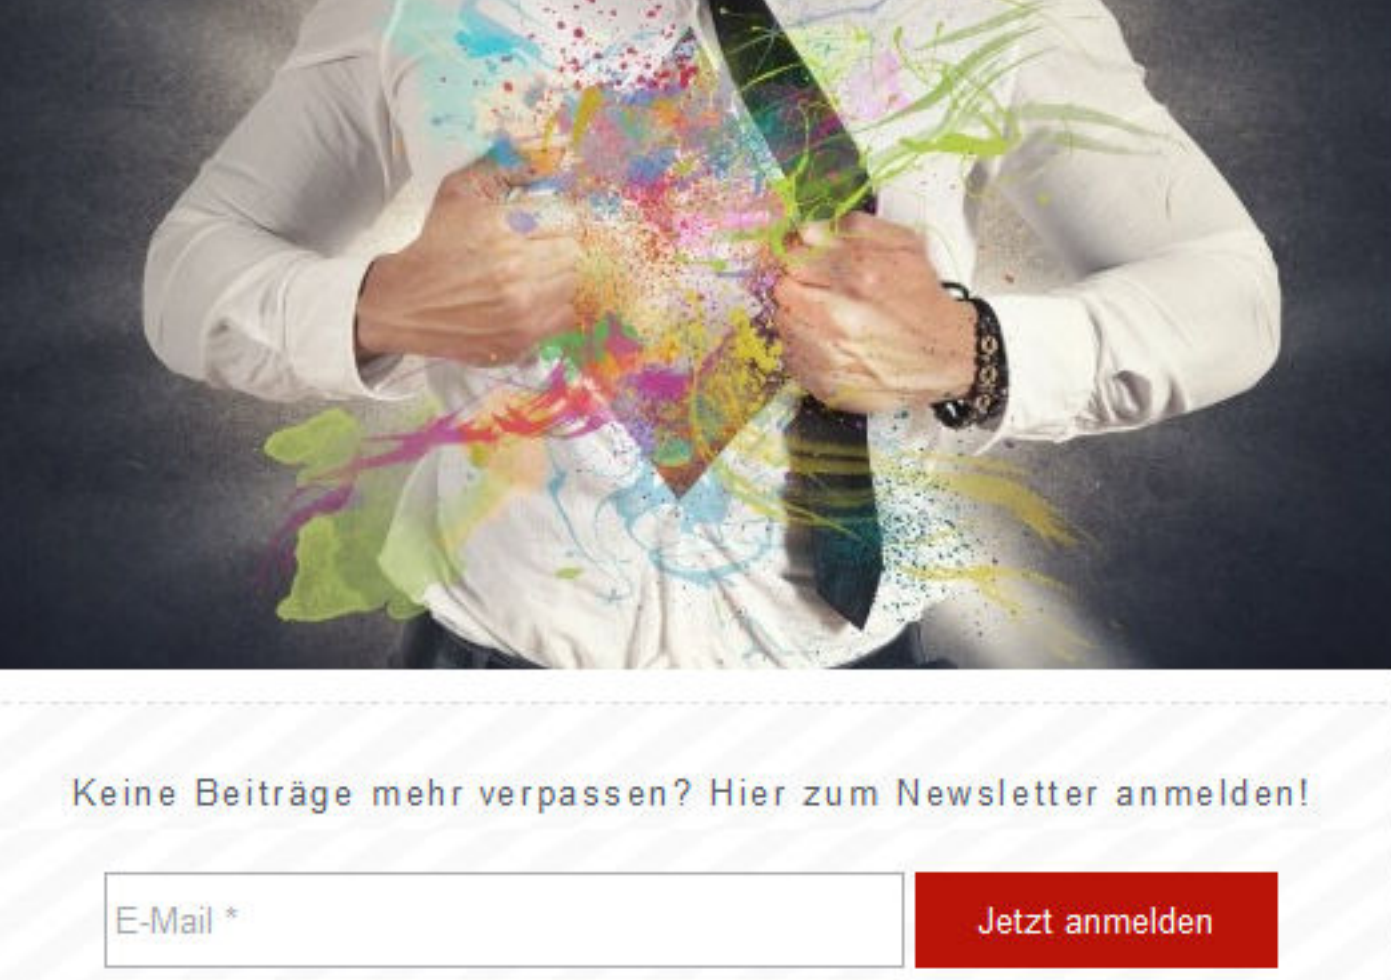 Keine Beiträge mehr verpassen? Hier zum Newsletter anmelden!
E-Mail *
Jetzt anmelden